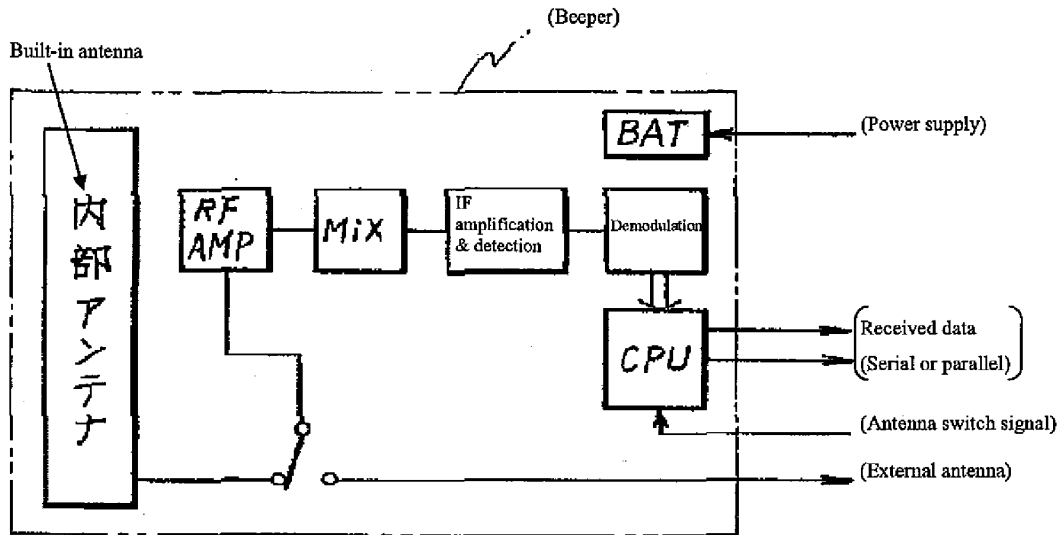 (Beeper)
Built-in antenna
BAT
(Power supply)
内部アンテナ
RF
AMP
MiX
IF
amplification
& detection
Demodulation
CPU
Received data
(Serial or parallel)
(Antenna switch signal)
(External antenna)